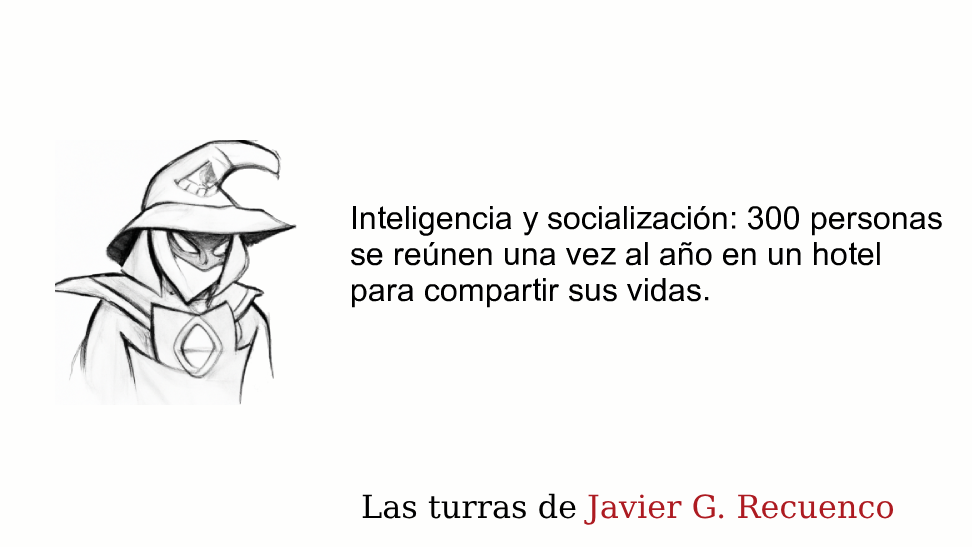 Inteligencia y socialización: 300 personas
se reúnen una vez al año en un hotel
para compartir sus vidas.
Las turras de Javier G. Recuenco